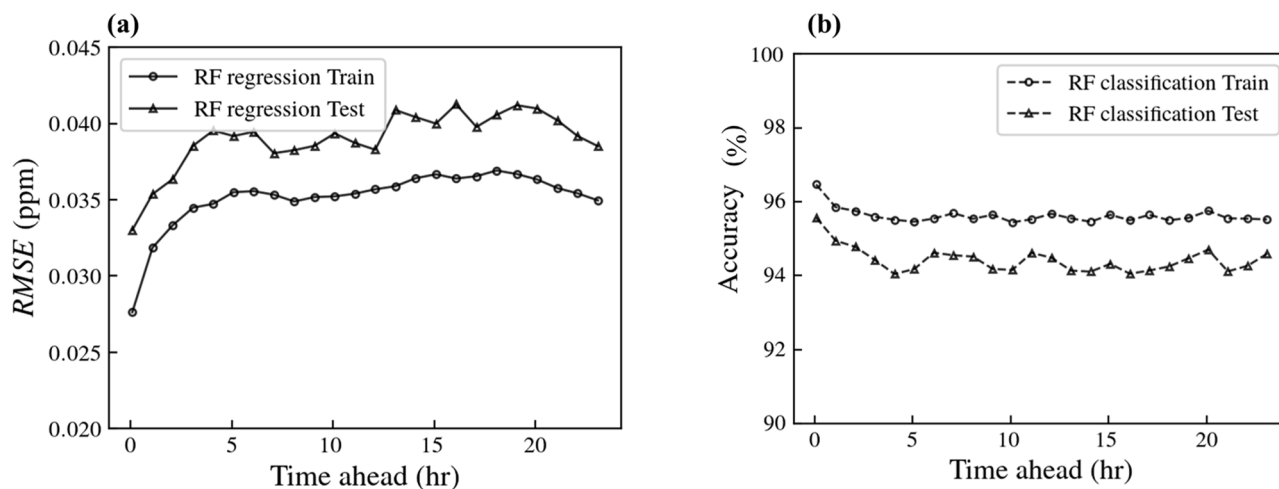 (a)
0.045
0.040
0.035
0.030
0.025
0.020
RMSE (ppm)
RF regression Train
RF regression Test
0 5 10 15 20
Time ahead (hr)
(b)
100
98
96
94
92
90
Accuracy (%)
RF classification Train
RF classification Test
0 5 10 15 20
Time ahead (hr)